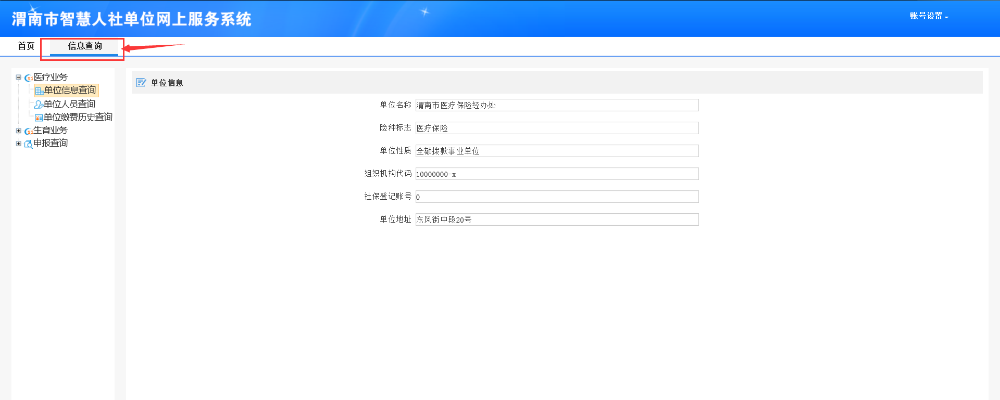 渭南市智慧人社单位网上服务系统
账号设置
首页
信息查询
医疗业务
单位信息查询
单位人员查询
单位缴费历史查询
生育业务
申报查询
单位信息
单位名称 渭南市医疗保险经办处
险种标志 医疗保险
单位性质 全额拨款事业单位
组织机构代码 10000000-x
社保登记账号 0
单位地址 东风街中段20号